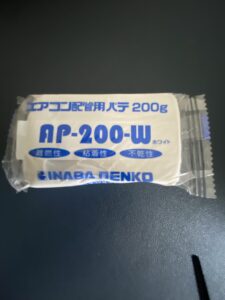 エアコン配管用パテ 200g
AP-200-W ホワイト
難燃性 粘着性 不乾性
INABA DENKO